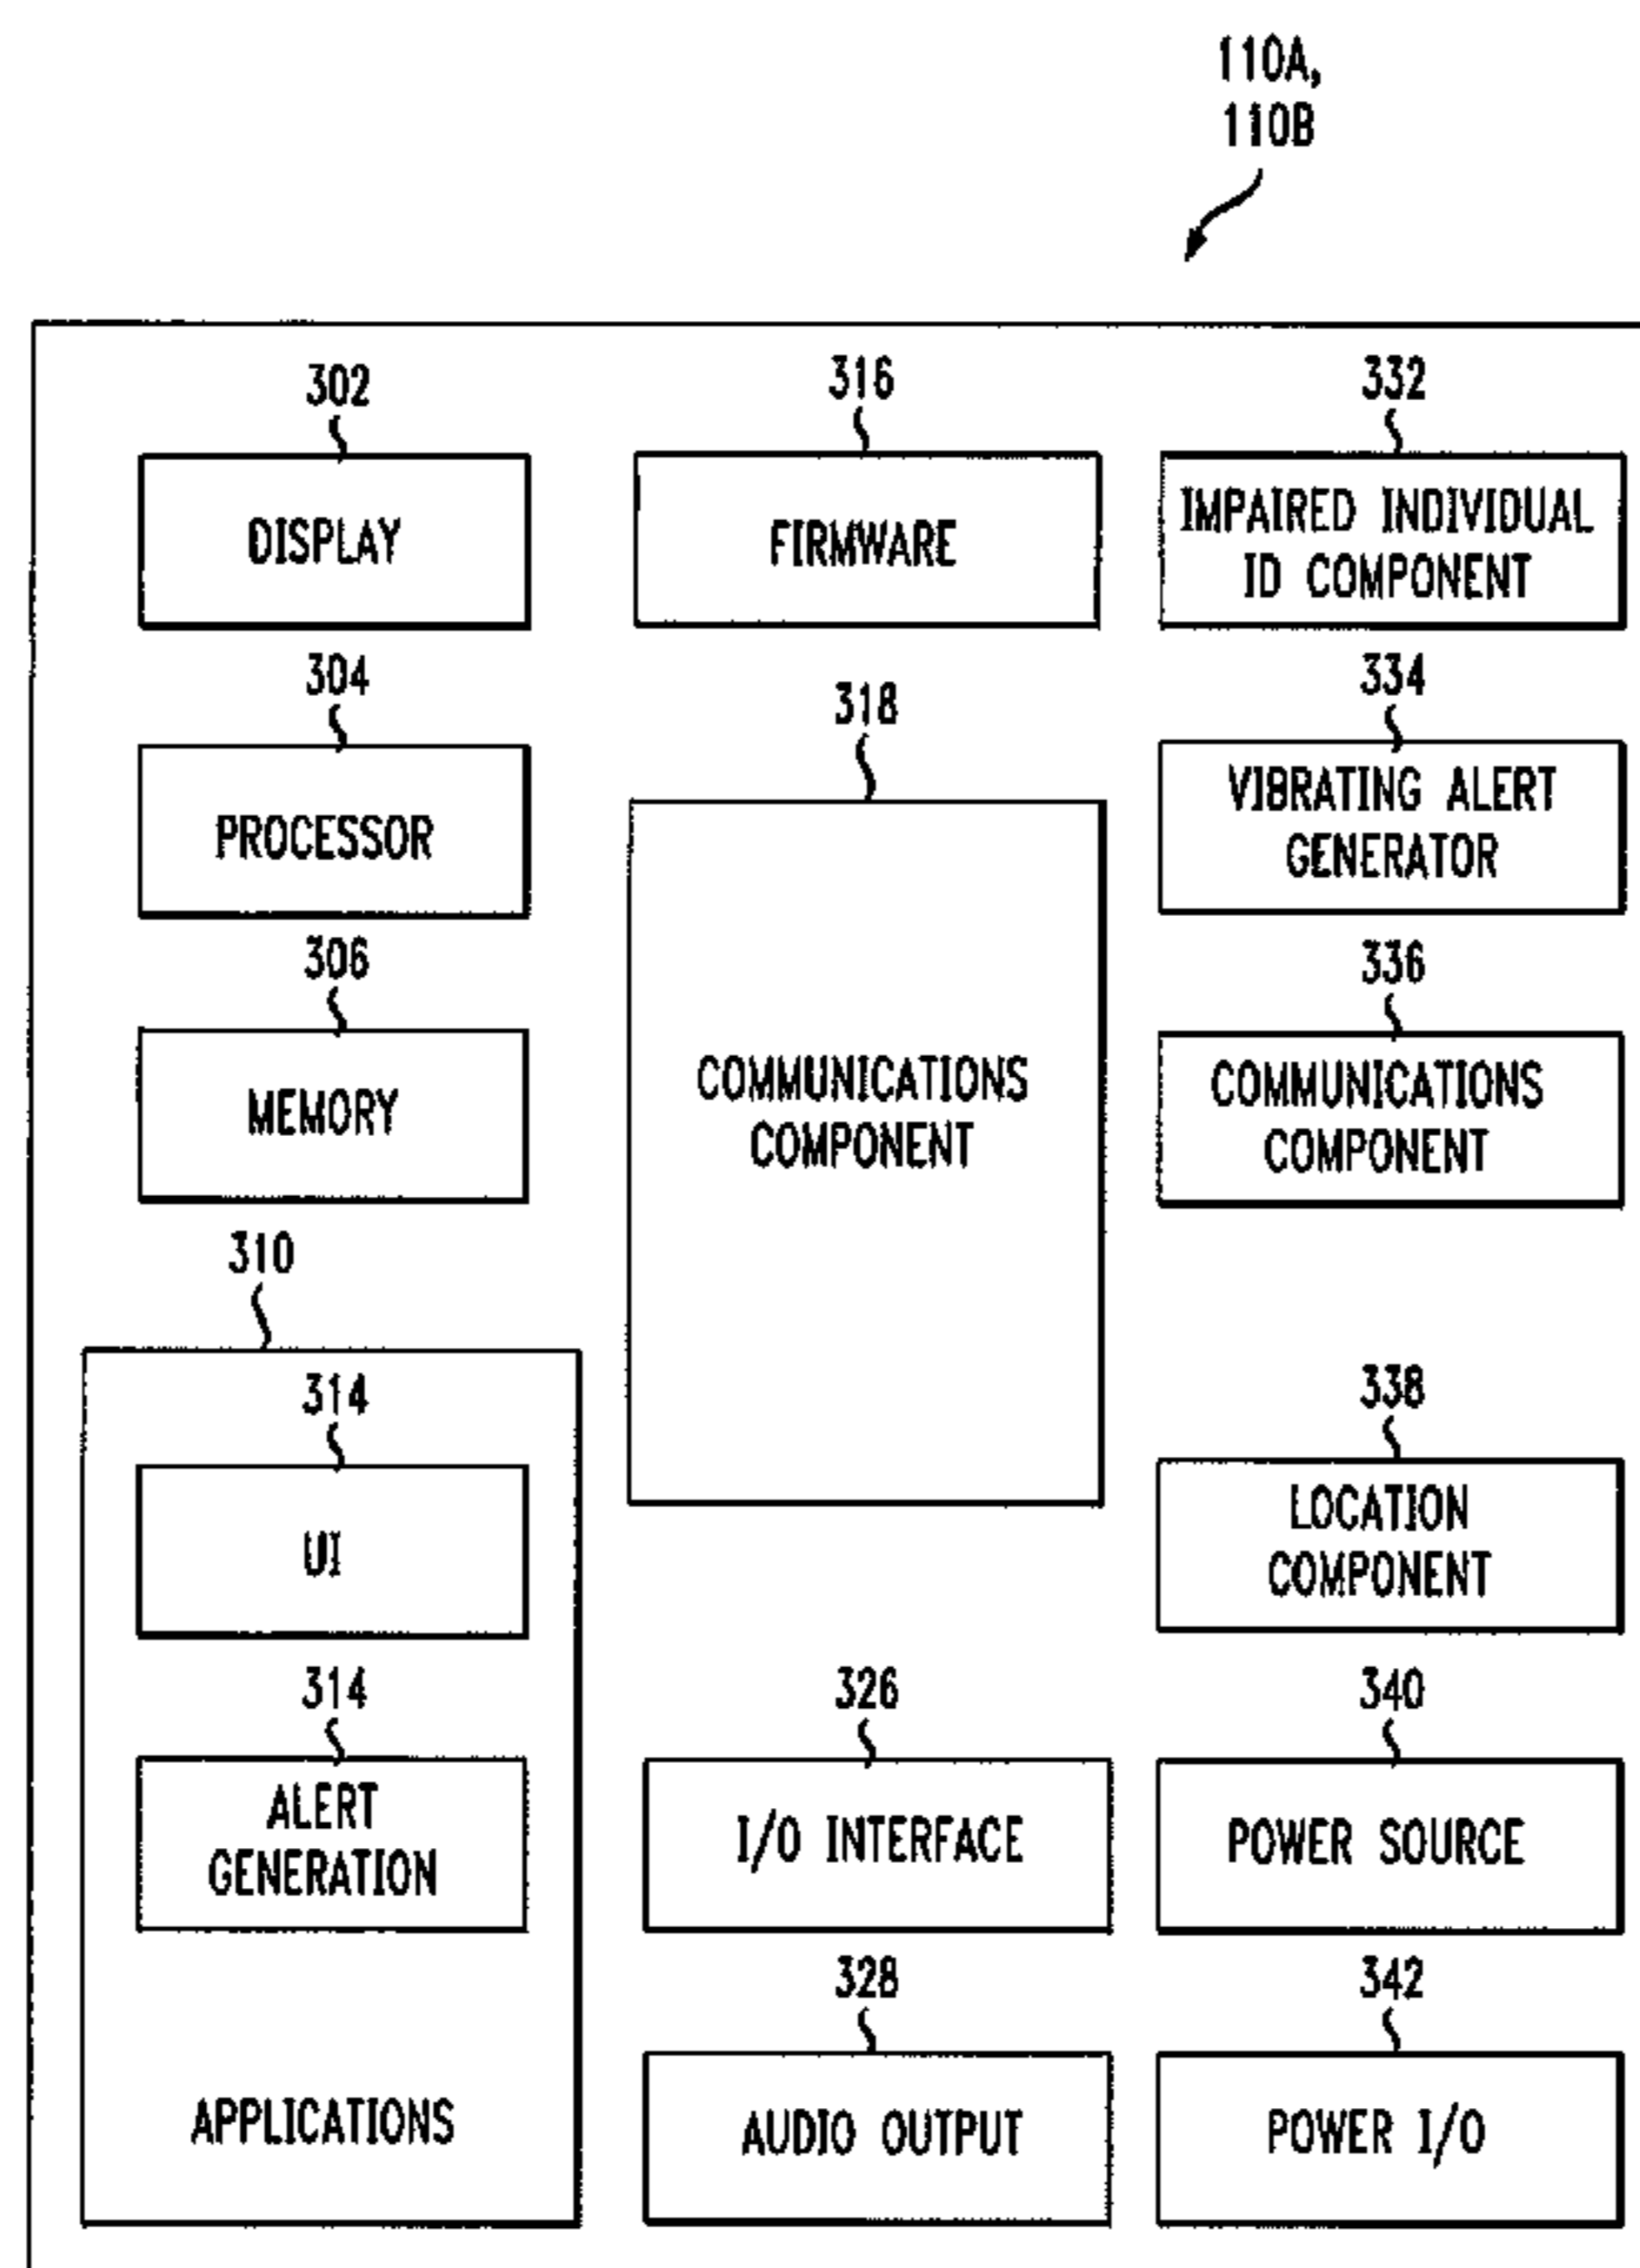 110A,
110B
302
DISPLAY
304
PROCESSOR
306
MEMORY
310
314
UI
314
ALERT
GENERATION
APPLICATIONS
316
FIRMWARE
318
COMMUNICATIONS
COMPONENT
326
I/O INTERFACE
328
AUDIO OUTPUT
332
IMPAIRED INDIVIDUAL
ID COMPONENT
334
VIBRATING ALERT
GENERATOR
336
COMMUNICATIONS
COMPONENT
338
LOCATION
COMPONENT
340
POWER SOURCE
342
POWER I/O